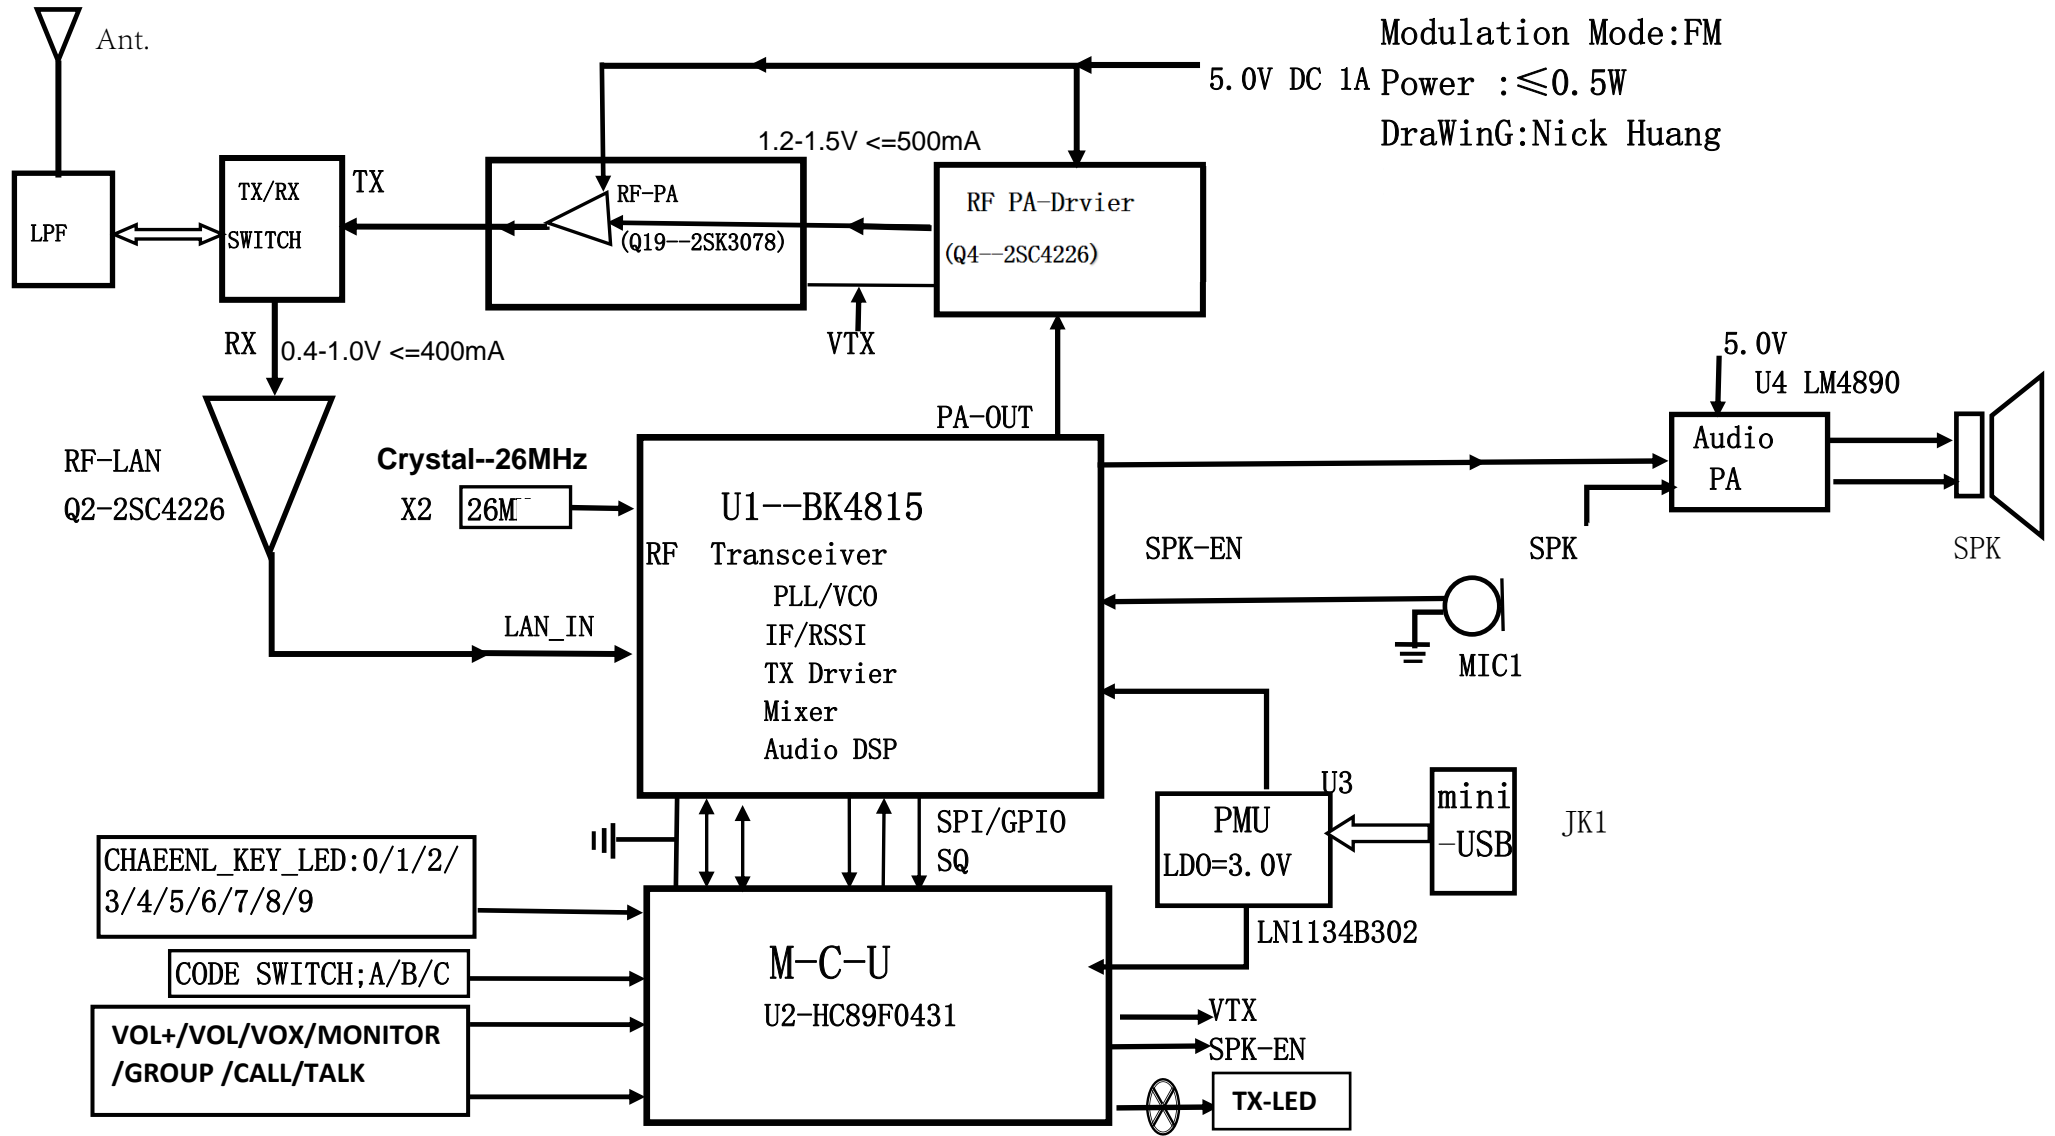 Ant.
Modulation Mode:FM
5.0V DC 1A
Power :≤0.5W
DraWinG:Nick Huang
1.2-1.5V <=500mA
LPF
TX/RX
SWITCH
TX
RF-PA
(Q19--2SK3078)
RF PA-Drvier
(Q4--2SC4226)
VTX
RX
0.4-1.0V <=400mA
5.0V
U4 LM4890
PA-OUT
Audio
PA
SPK
SPK
RF-LAN
Q2-2SC4226
Crystal--26MHz
X2
26M
U1--BK4815
RF Transceiver
PLL/VCO
IF/RSSI
TX Drvier
Mixer
Audio DSP
SPK-EN
LAN_IN
MIC1
U3
PMU
LDO=3.0V
mini
-USB
JK1
LN1134B302
SPI/GPIO
SQ
CHAEENL_KEY_LED:0/1/2/
3/4/5/6/7/8/9
CODE SWITCH;A/B/C
VOL+/VOL/VOX/MONITOR
/GROUP /CALL/TALK
M-C-U
U2-HC89F0431
VTX
SPK-EN
TX-LED